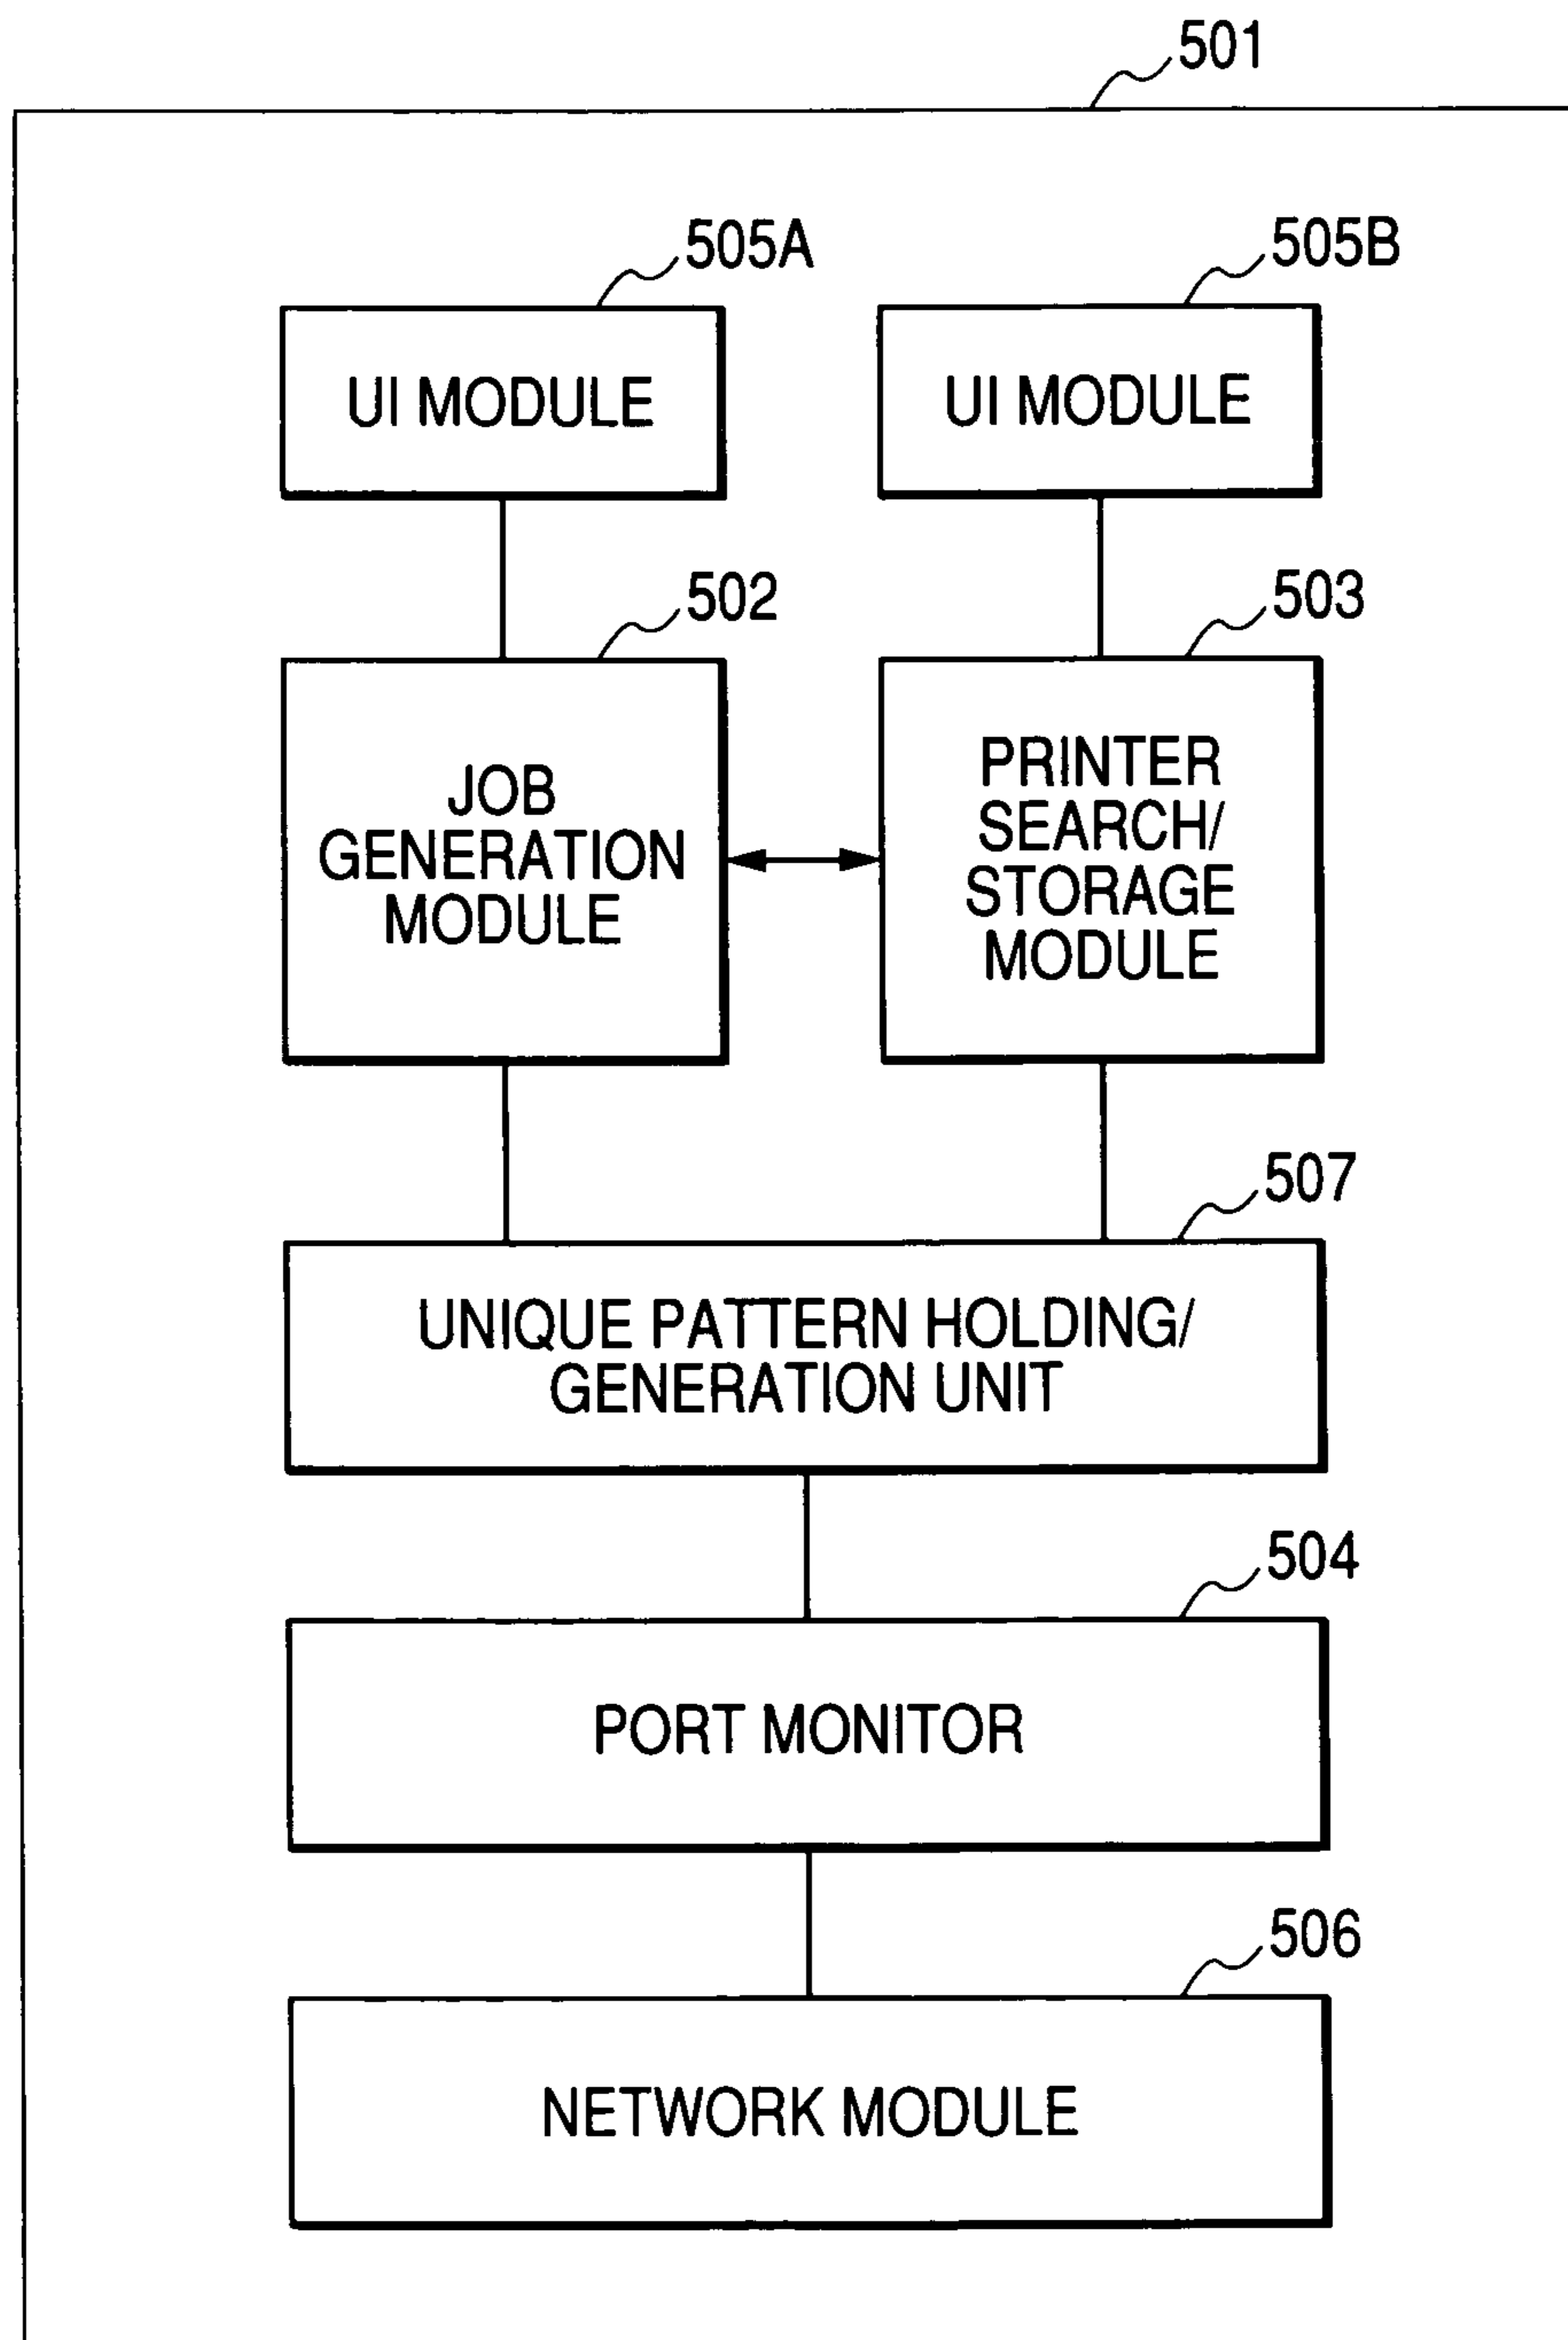 501
505A
505B
UI MODULE
UI MODULE
502
503
JOB
GENERATION
MODULE
PRINTER
SEARCH/
STORAGE
MODULE
507
UNIQUE PATTERN HOLDING/
GENERATION UNIT
504
PORT MONITOR
506
NETWORK MODULE